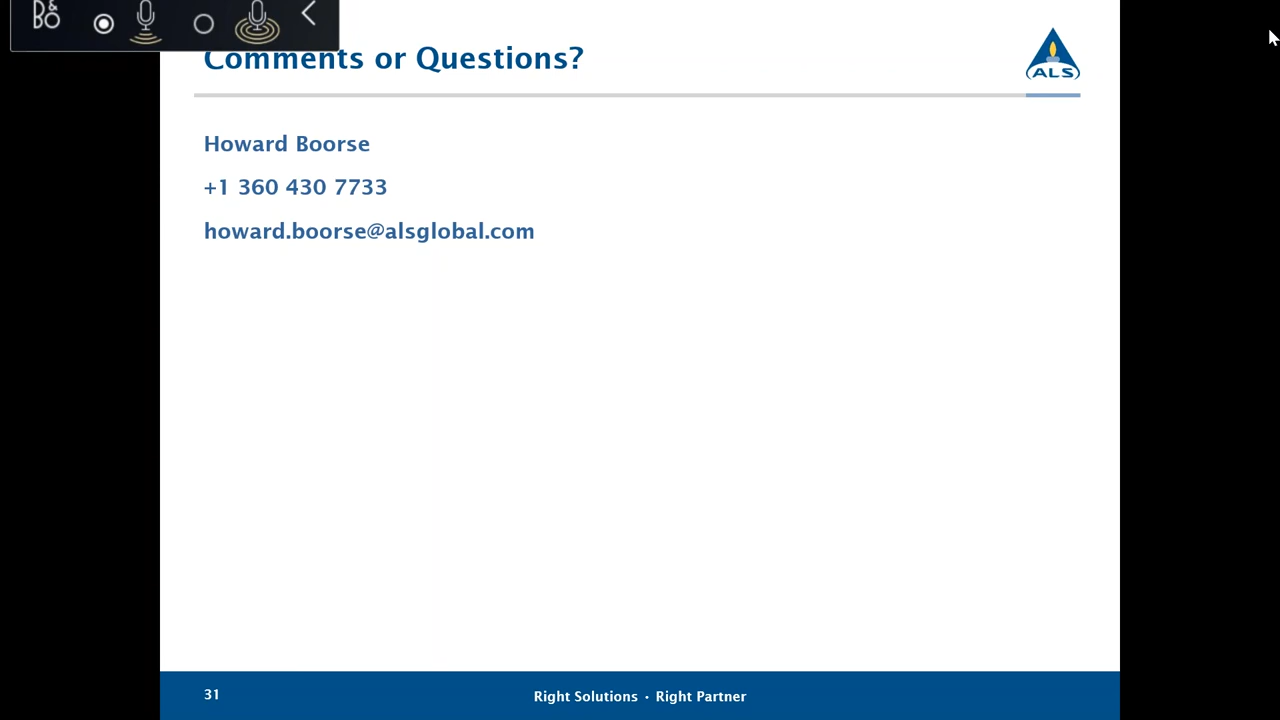 B&O
Comments or Questions?
ALS
Howard Boorse
+1 360 430 7733
howard.boorse@alsglobal.com
31
Right Solutions · Right Partner